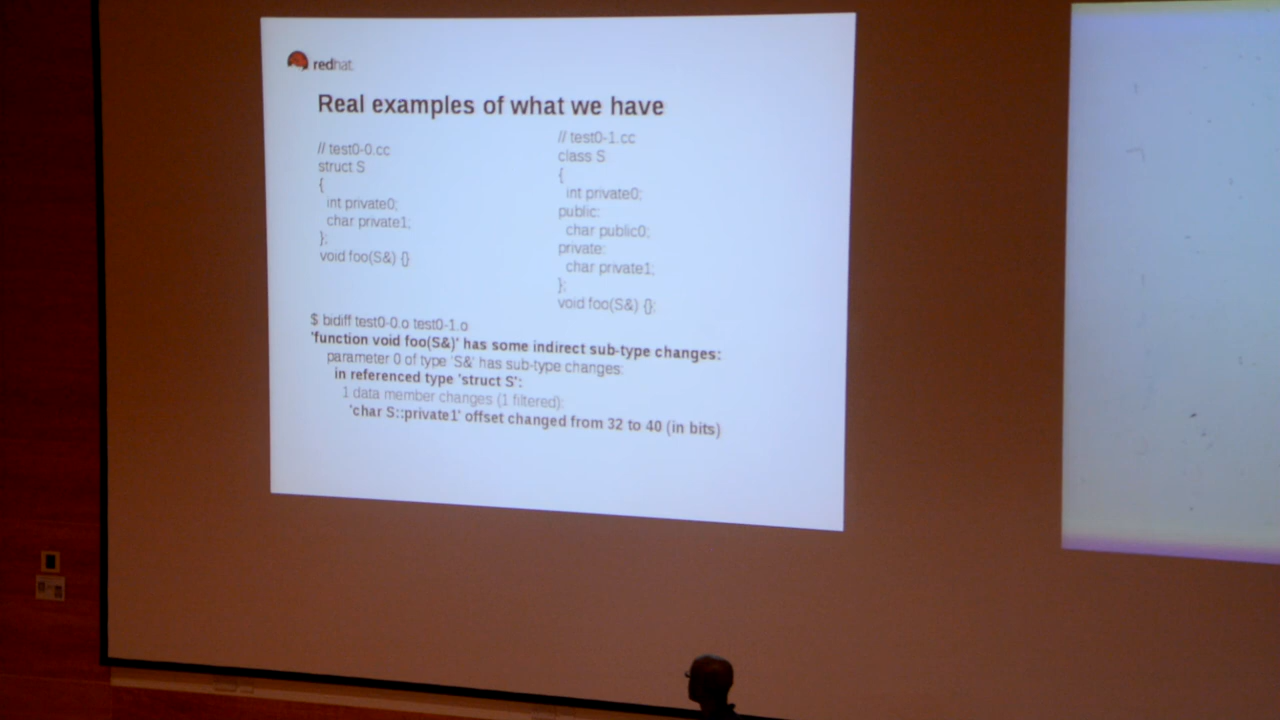 redhat.
Real examples of what we have
// test0-0.cc
struct S
{
int private0;
char private1;
};
void foo(S&) {}
// test0-1.cc
class S
{
int private0;
public:
char public0;
private:
char private1;
};
void foo(S&) {};
$ bidiff test0-0.o test0-1.o
'function void foo(S&)' has some indirect sub-type changes:
parameter 0 of type 'S&' has sub-type changes:
in referenced type 'struct S':
1 data member changes (1 filtered):
'char S::private1' offset changed from 32 to 40 (in bits)